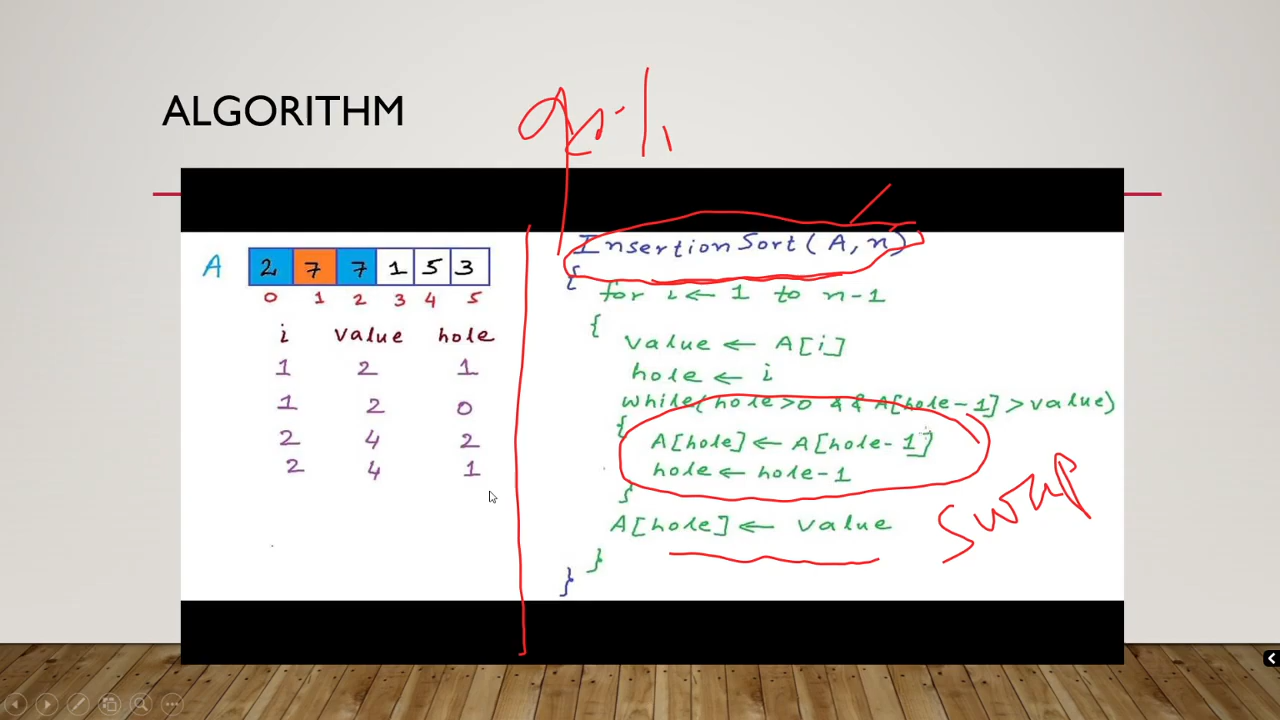 ALGORITHM
A 2 7 7 1 5 3
0 1 2 3 4 5
i value hole
1 2 1
1 2 0
2 4 2
2 4 1
InsertionSort(A, n)
{
for i ← 1 to n-1
{
value ← A[i]
hole ← i
while(hole>0 && A[hole-1]>value)
{
A[hole] ← A[hole-1]
hole ← hole-1
}
A[hole] ← value
}
}
swap